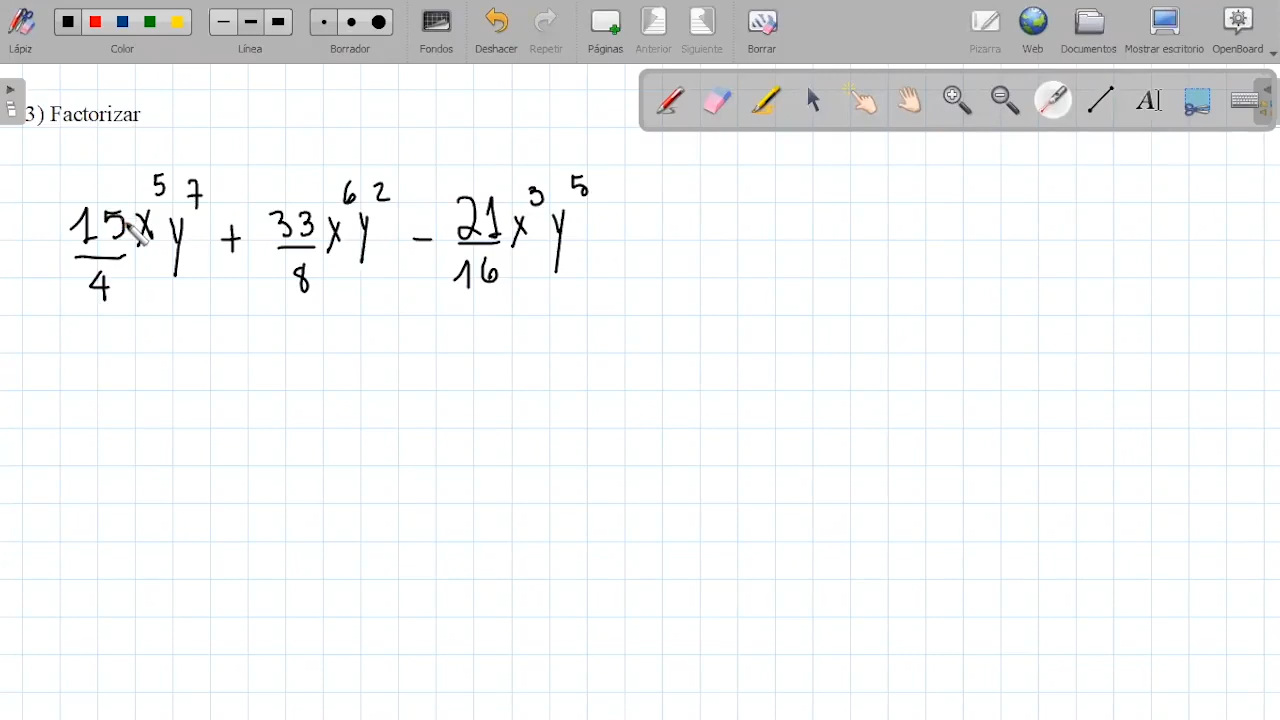 Lápiz Color Línea Borrador Fondos Deshacer Repetir Páginas Anterior Siguiente Borrar Pizarra Web Documentos Mostrar escritorio OpenBoard
3) Factorizar
15/4 x^5 y^7 + 33/8 x^6 y^2 - 21/16 x^3 y^5